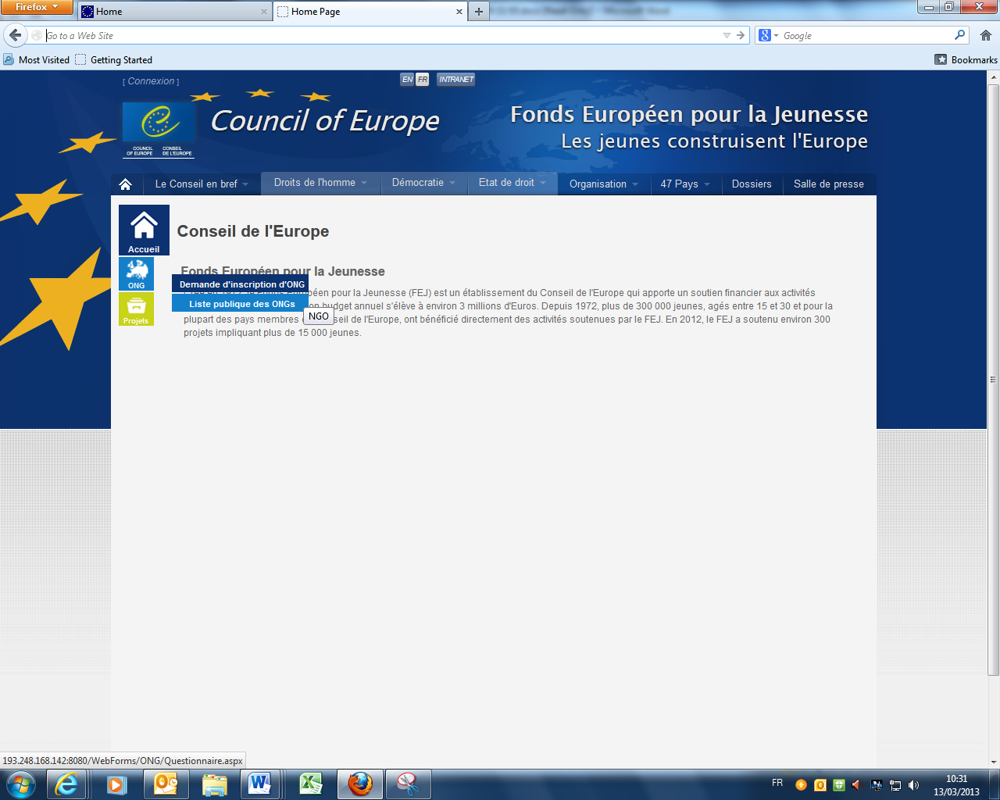 Firefox
Home
Home Page
Go to a Web Site
Google
Most Visited
Getting Started
Bookmarks
[ Connexion ]
EN FR INTRANET
COUNCIL OF EUROPE
CONSEIL DE L'EUROPE
Council of Europe
Fonds Européen pour la Jeunesse
Les jeunes construisent l'Europe
Le Conseil en bref
Droits de l'homme
Démocratie
Etat de droit
Organisation
47 Pays
Dossiers
Salle de presse
Accueil
ONG
Projets
Conseil de l'Europe
Fonds Européen pour la Jeunesse
Demande d'inscription d'ONG
Liste publique des ONGs
NGO
péen pour la Jeunesse (FEJ) est un établissement du Conseil de l'Europe qui apporte un soutien financier aux activités
budget annuel s'élève à environ 3 millions d'Euros. Depuis 1972, plus de 300 000 jeunes, agés entre 15 et 30 et pour la
plupart des pays membres seil de l'Europe, ont bénéficié directement des activités soutenues par le FEJ. En 2012, le FEJ a soutenu environ 300
projets impliquant plus de 15 000 jeunes.
193.248.168.142:8080/WebForms/ONG/Questionnaire.aspx
FR
10:31
13/03/2013